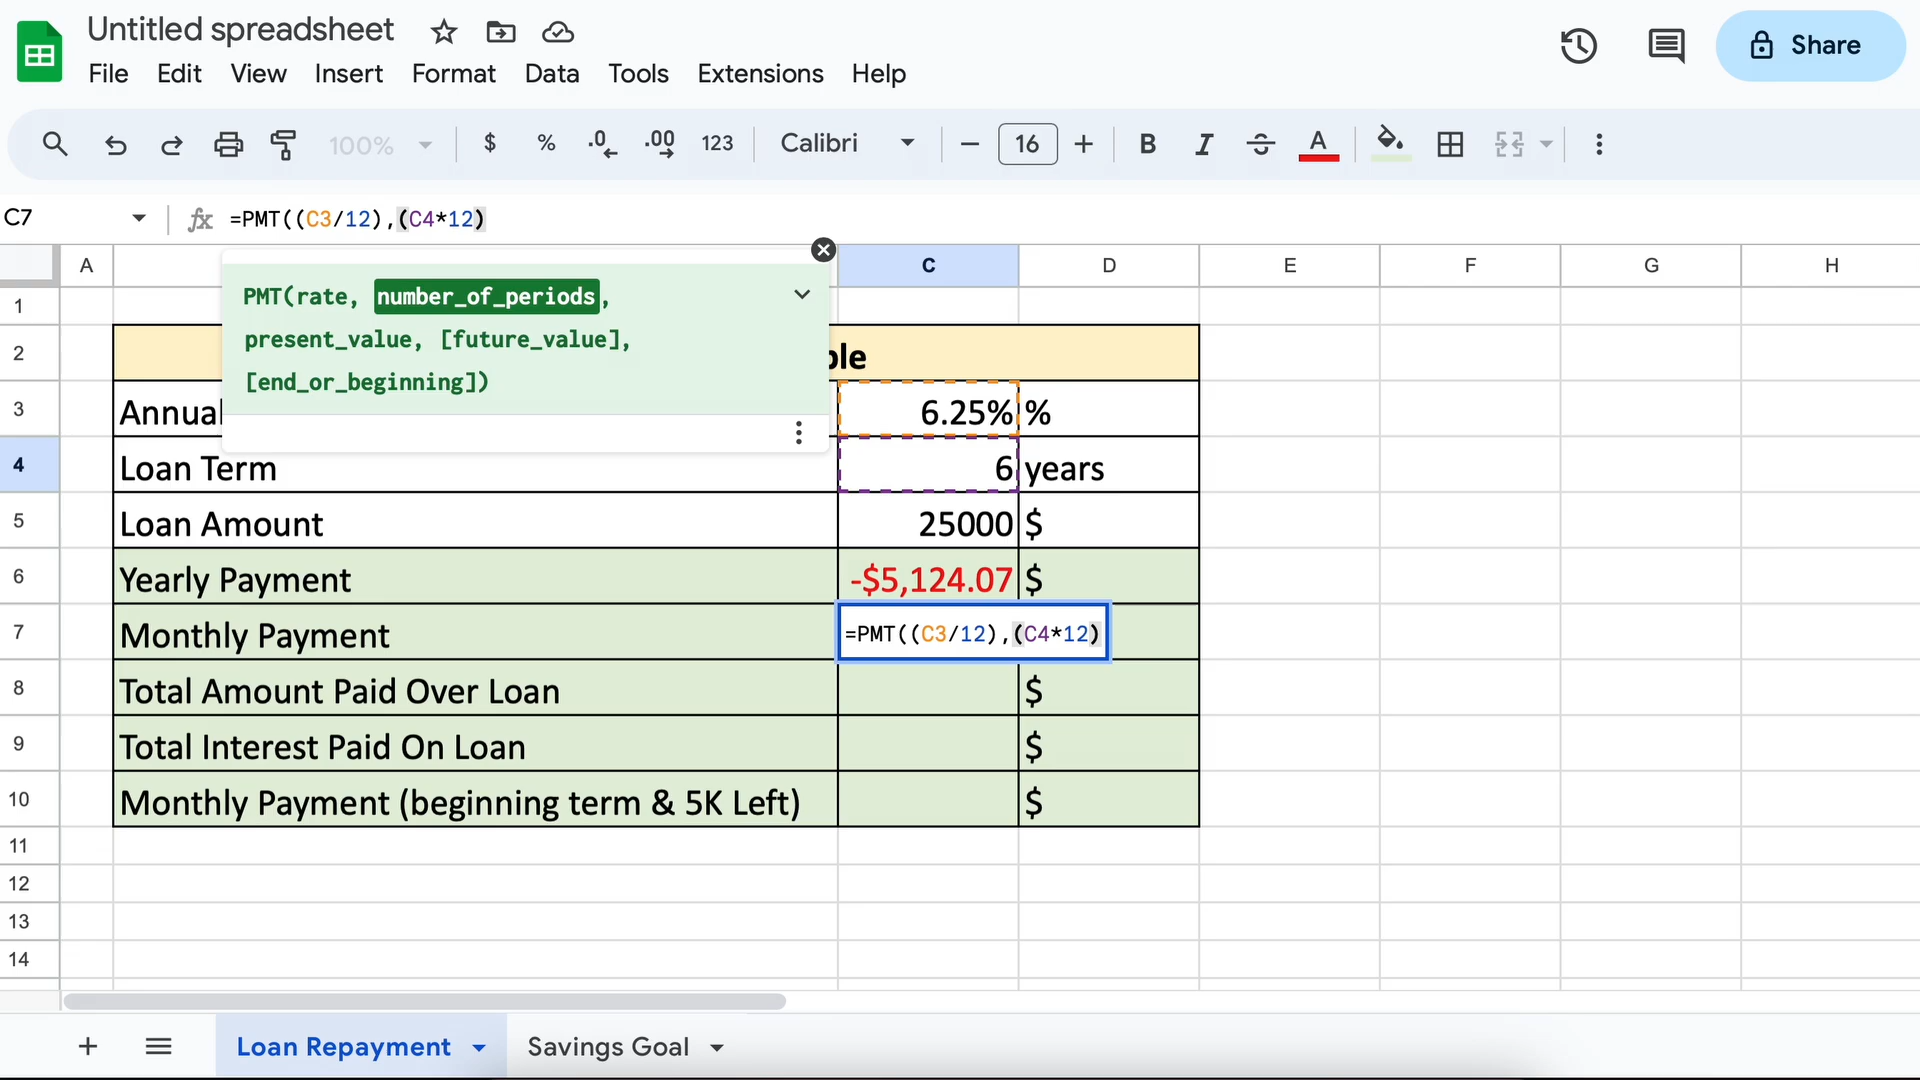 Untitled spreadsheet
File Edit View Insert Format Data Tools Extensions Help
Share
100% $ % .0 .00 123 Calibri 16 B I A
C7 fx =PMT((C3/12),(C4*12)
A C D E F G H
PMT(rate, number_of_periods,
present_value, [future_value],
[end_or_beginning])
1
2
3 Annual 6.25% %
4 Loan Term 6 years
5 Loan Amount 25000 $
6 Yearly Payment -$5,124.07 $
7 Monthly Payment =PMT((C3/12),(C4*12)
8 Total Amount Paid Over Loan $
9 Total Interest Paid On Loan $
10 Monthly Payment (beginning term & 5K Left) $
11
12
13
14
Loan Repayment Savings Goal